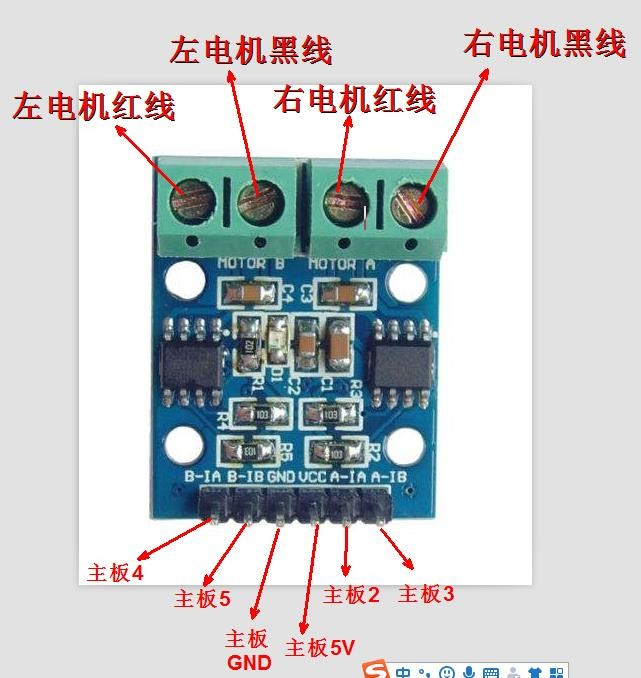 左电机黑线
右电机黑线
左电机红线
右电机红线
MOTOR B
MOTOR A
C4
C3
102
R1
D1
C2
C1
R3
R4
103
103
R5
103
103
R2
B-IA B-IB GND VCC A-IA A-IB
主板4
主板5
主板2
主板3
主板
GND
主板5V
中